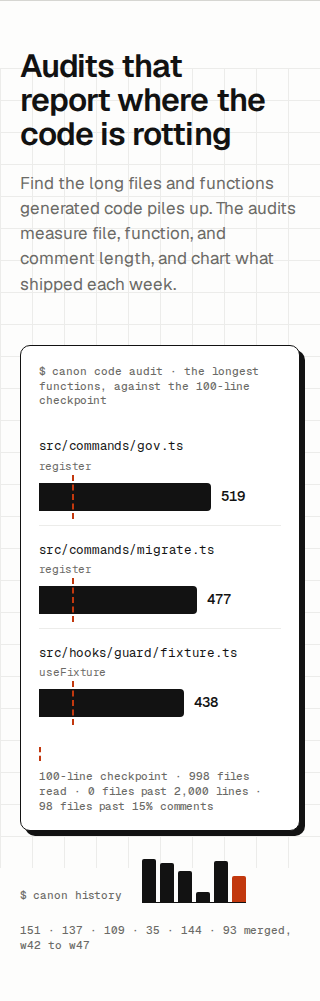 Audits that
report where the
code is rotting
Find the long files and functions
generated code piles up. The audits
measure file, function, and
comment length, and chart what
shipped each week.
$ canon code audit · the longest
functions, against the 100-line
checkpoint
src/commands/gov.ts
register
519
src/commands/migrate.ts
register
477
src/hooks/guard/fixture.ts
useFixture
438
100-line checkpoint · 998 files
read · 0 files past 2,000 lines ·
98 files past 15% comments
$ canon history
151 · 137 · 109 · 35 · 144 · 93 merged,
w42 to w47